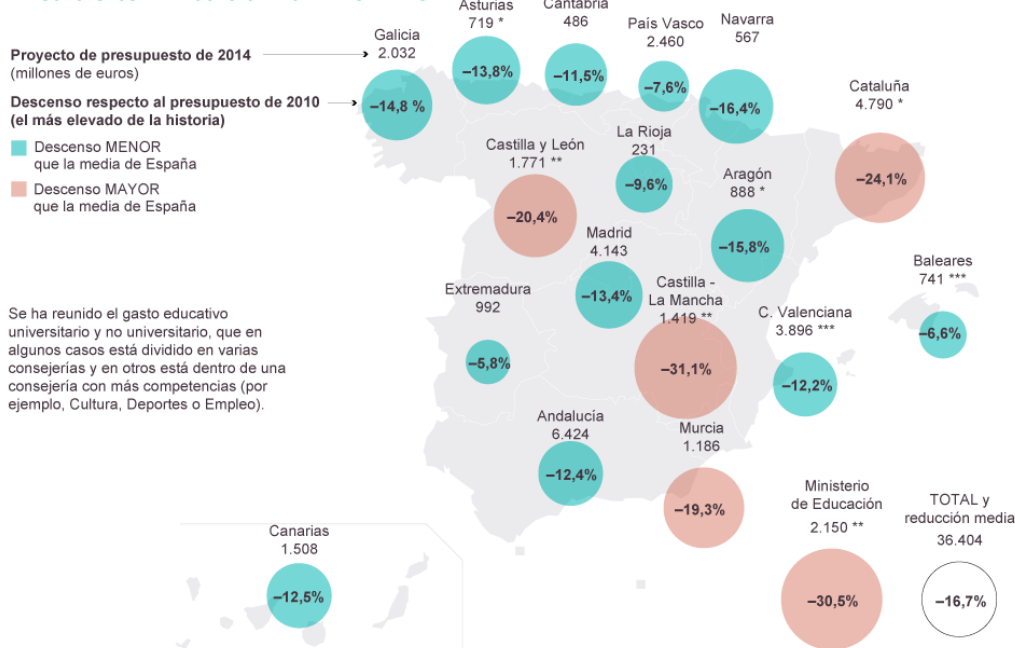 Proyecto de presupuesto de 2014
(millones de euros)
Descenso respecto al presupuesto de 2010
(el más elevado de la historia)
Descenso MENOR
que la media de España
Descenso MAYOR
que la media de España
Se ha reunido el gasto educativo
universitario y no universitario, que en
algunos casos está dividido en varias
consejerías y en otros está dentro de una
consejería con más competencias (por
ejemplo, Cultura, Deportes o Empleo).
Galicia
2.032
–14,8 %
Asturias
719 *
–13,8%
Cantabria
486
–11,5%
País Vasco
2.460
–7,6%
Navarra
567
–16,4%
Cataluña
4.790 *
–24,1%
Castilla y León
1.771 **
–20,4%
La Rioja
231
–9,6%
Aragón
888 *
–15,8%
Madrid
4.143
–13,4%
Baleares
741 ***
–6,6%
Extremadura
992
–5,8%
Castilla -
La Mancha
1.419 **
–31,1%
C. Valenciana
3.896 ***
–12,2%
Andalucía
6.424
–12,4%
Murcia
1.186
–19,3%
Canarias
1.508
–12,5%
Ministerio
de Educación
2.150 **
–30,5%
TOTAL y
reducción media
36.404
–16,7%